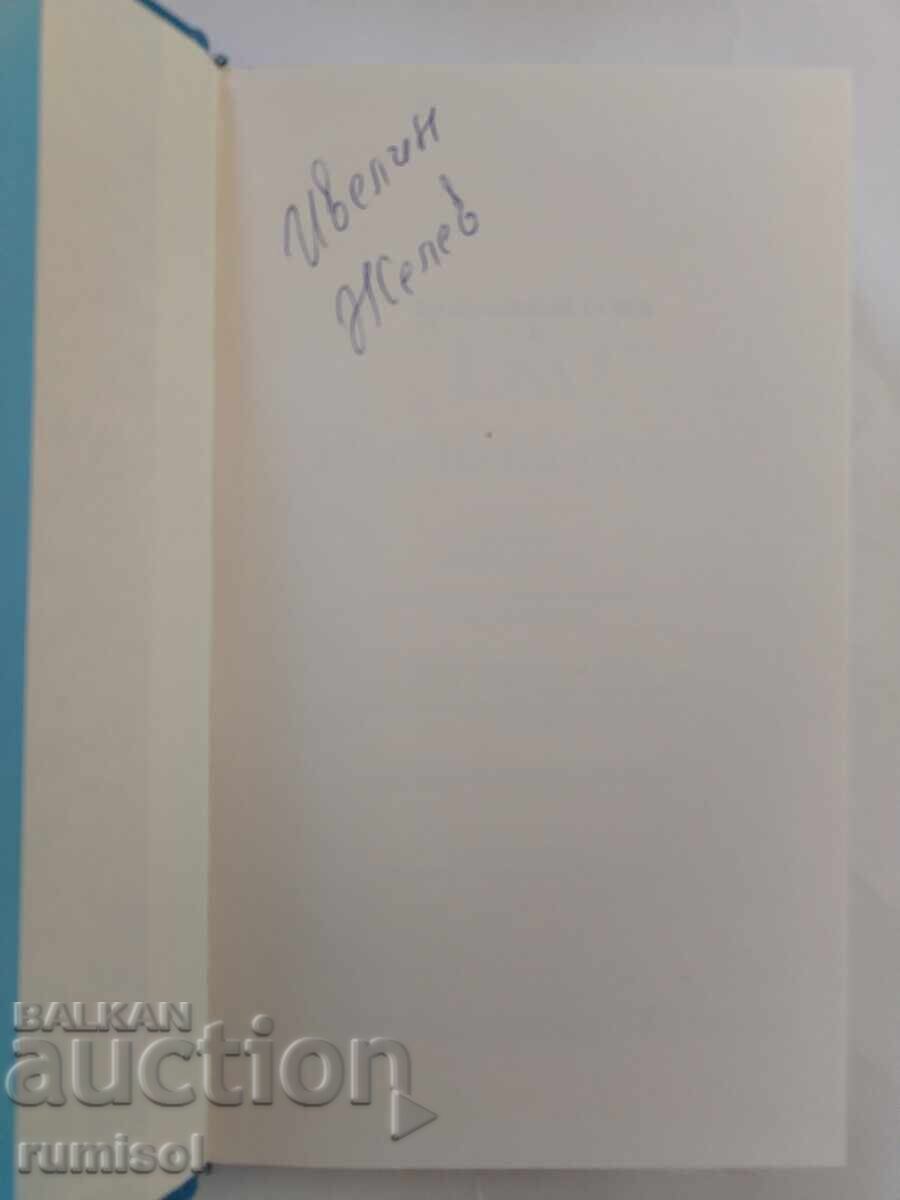 Ивелин
Желев
BALKAN
auction
rumisol